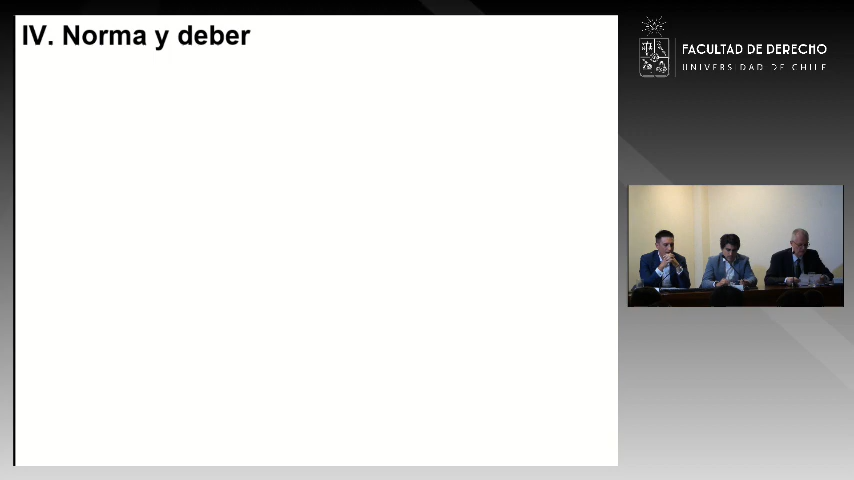 IV. Norma y deber
FACULTAD DE DERECHO
UNIVERSIDAD DE CHILE